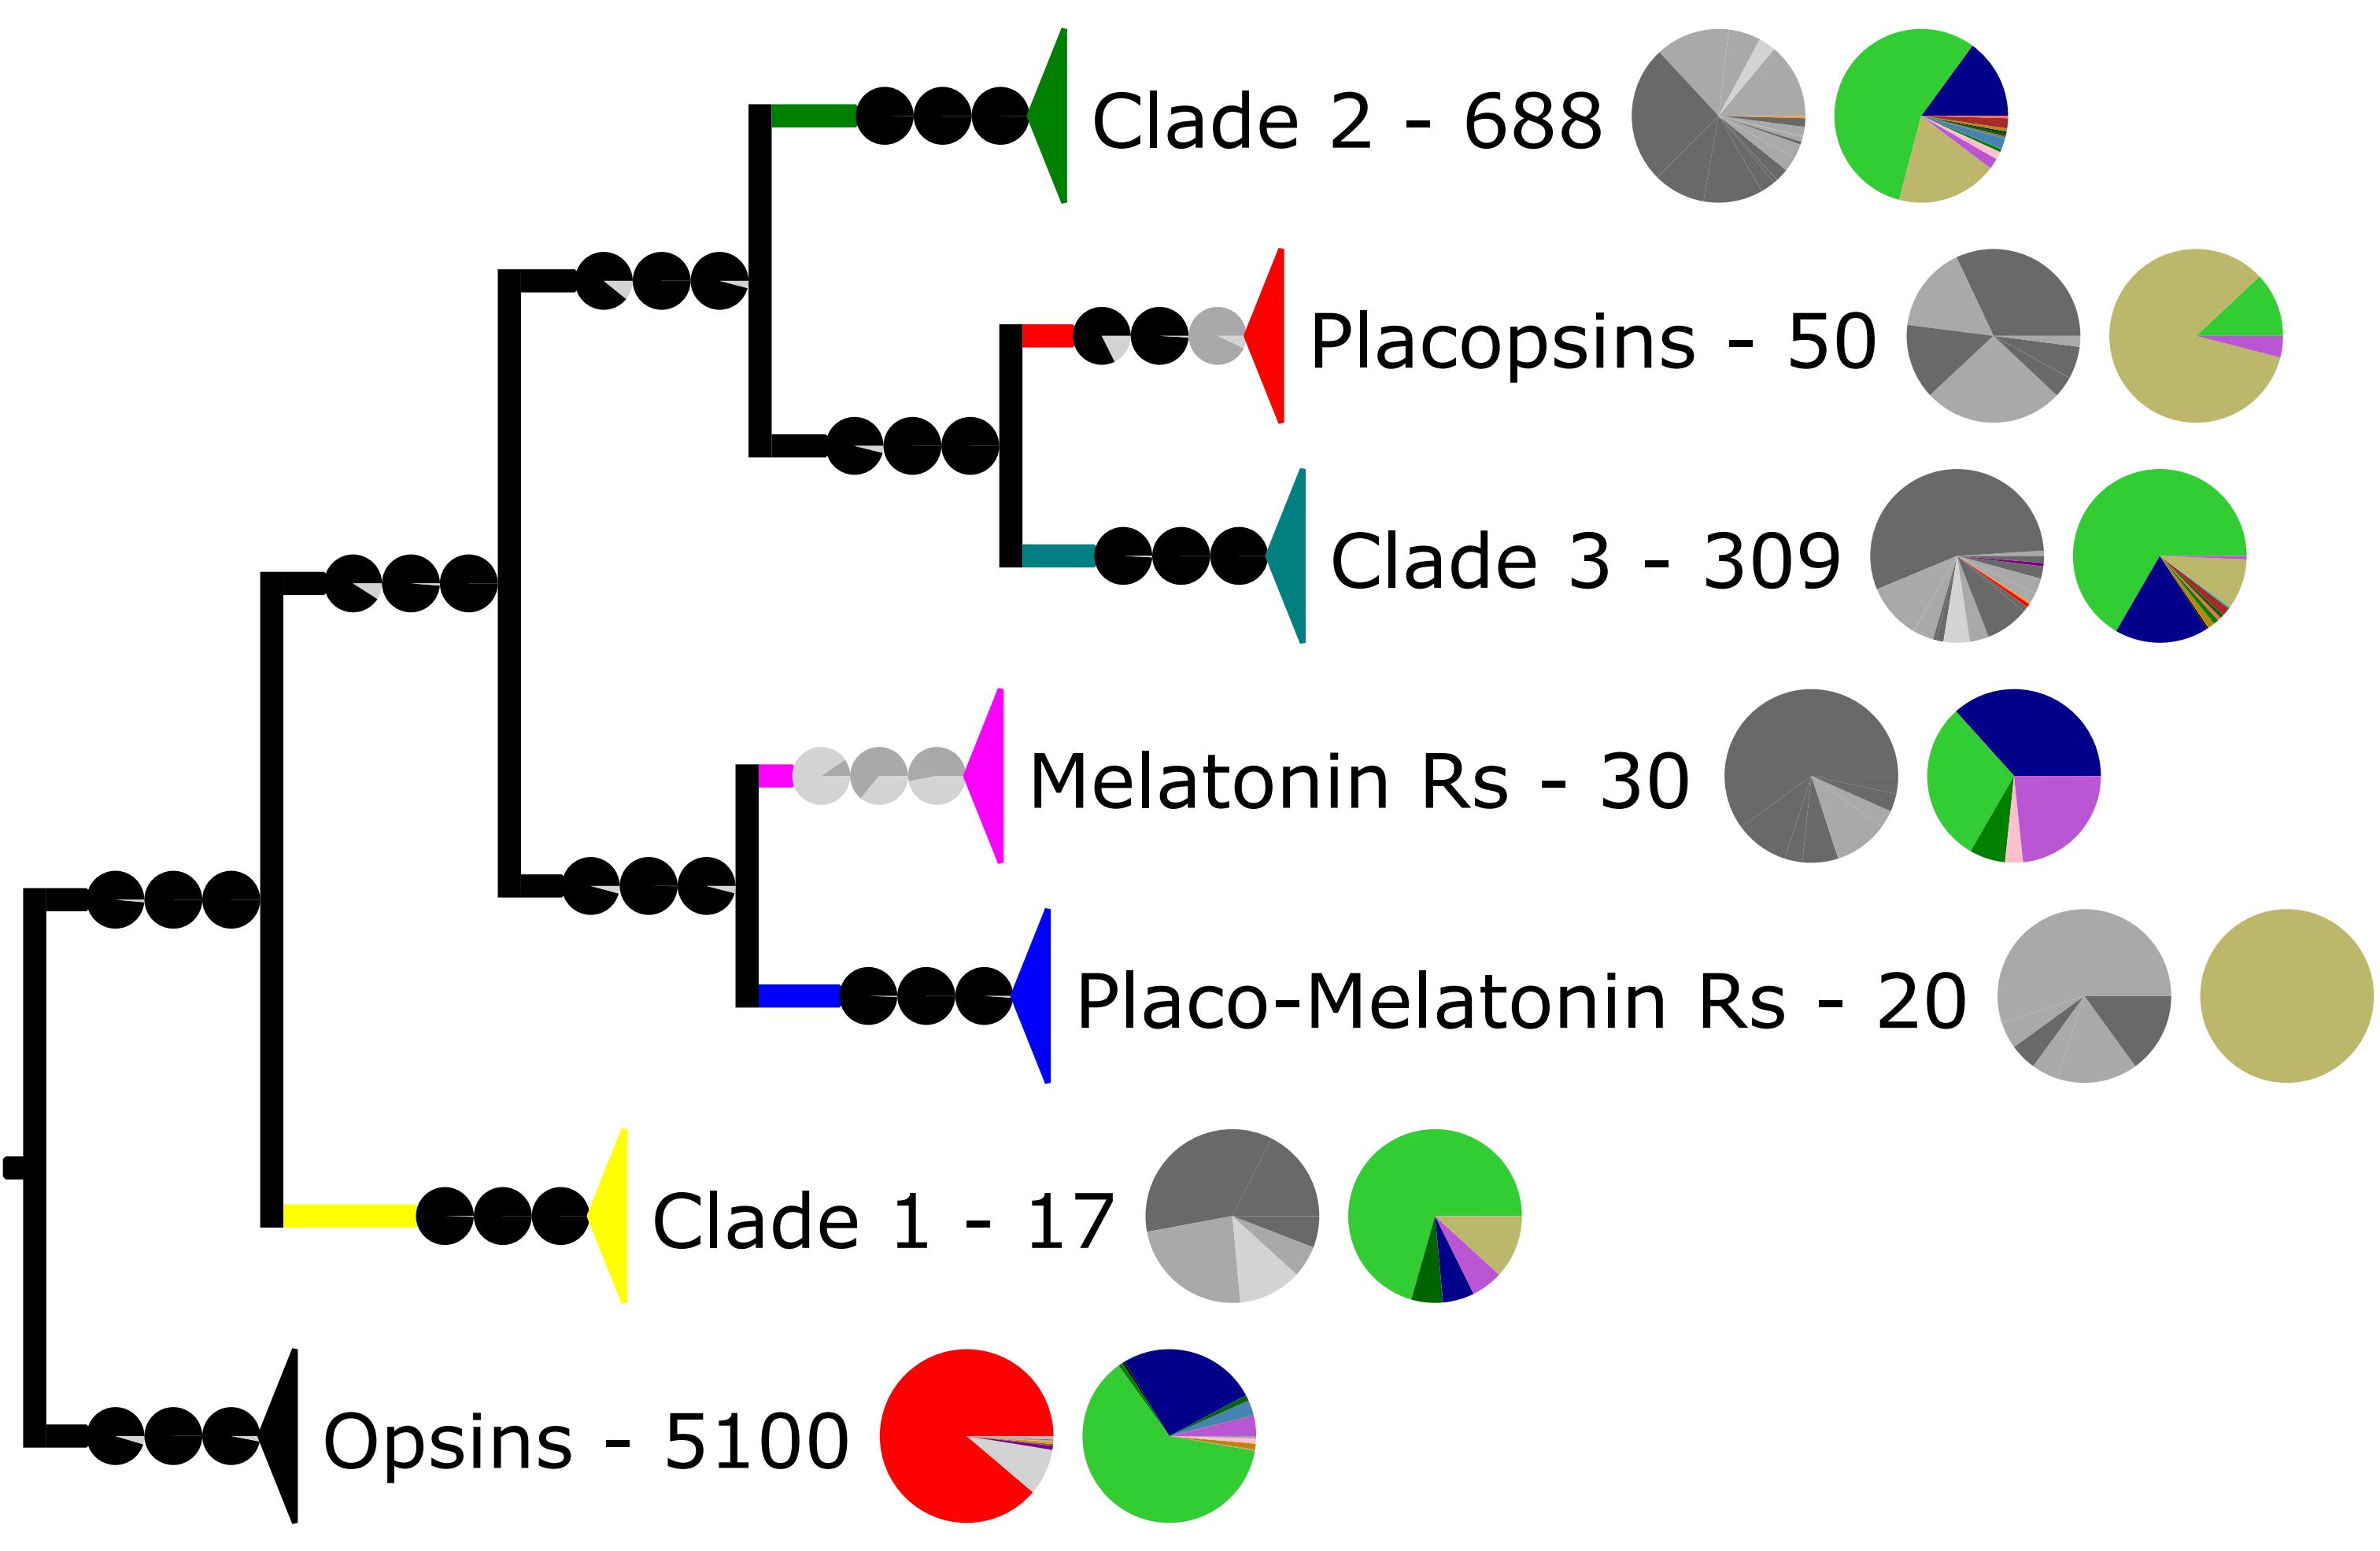 Clade 2 - 688
Placopsins - 50
Clade 3 - 309
Melatonin Rs - 30
Placo-Melatonin Rs - 20
Clade 1 - 17
Opsins - 5100